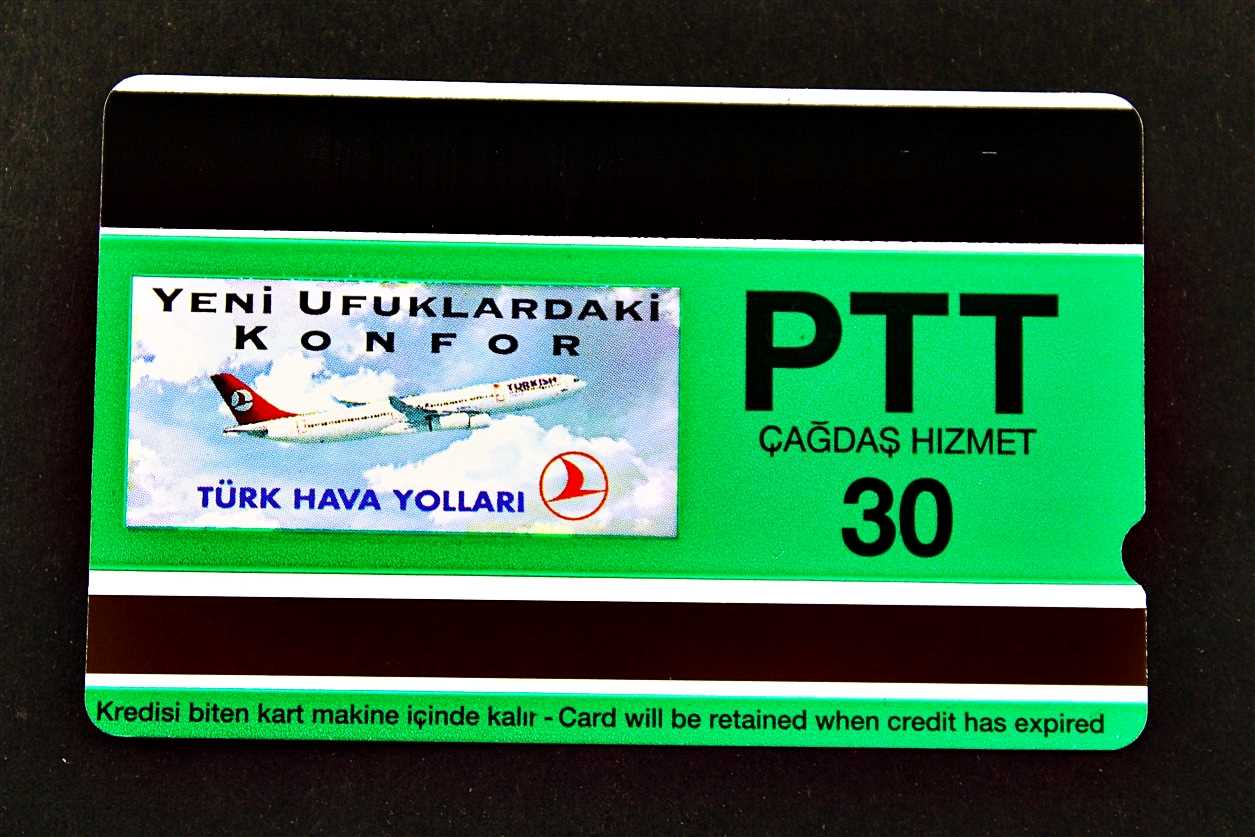 YENİ UFUKLARDAKİ
KONFOR
TURKISH
TÜRK HAVA YOLLARI
PTT
ÇAĞDAŞ HIZMET
30
Kredisi biten kart makine içinde kalır - Card will be retained when credit has expired